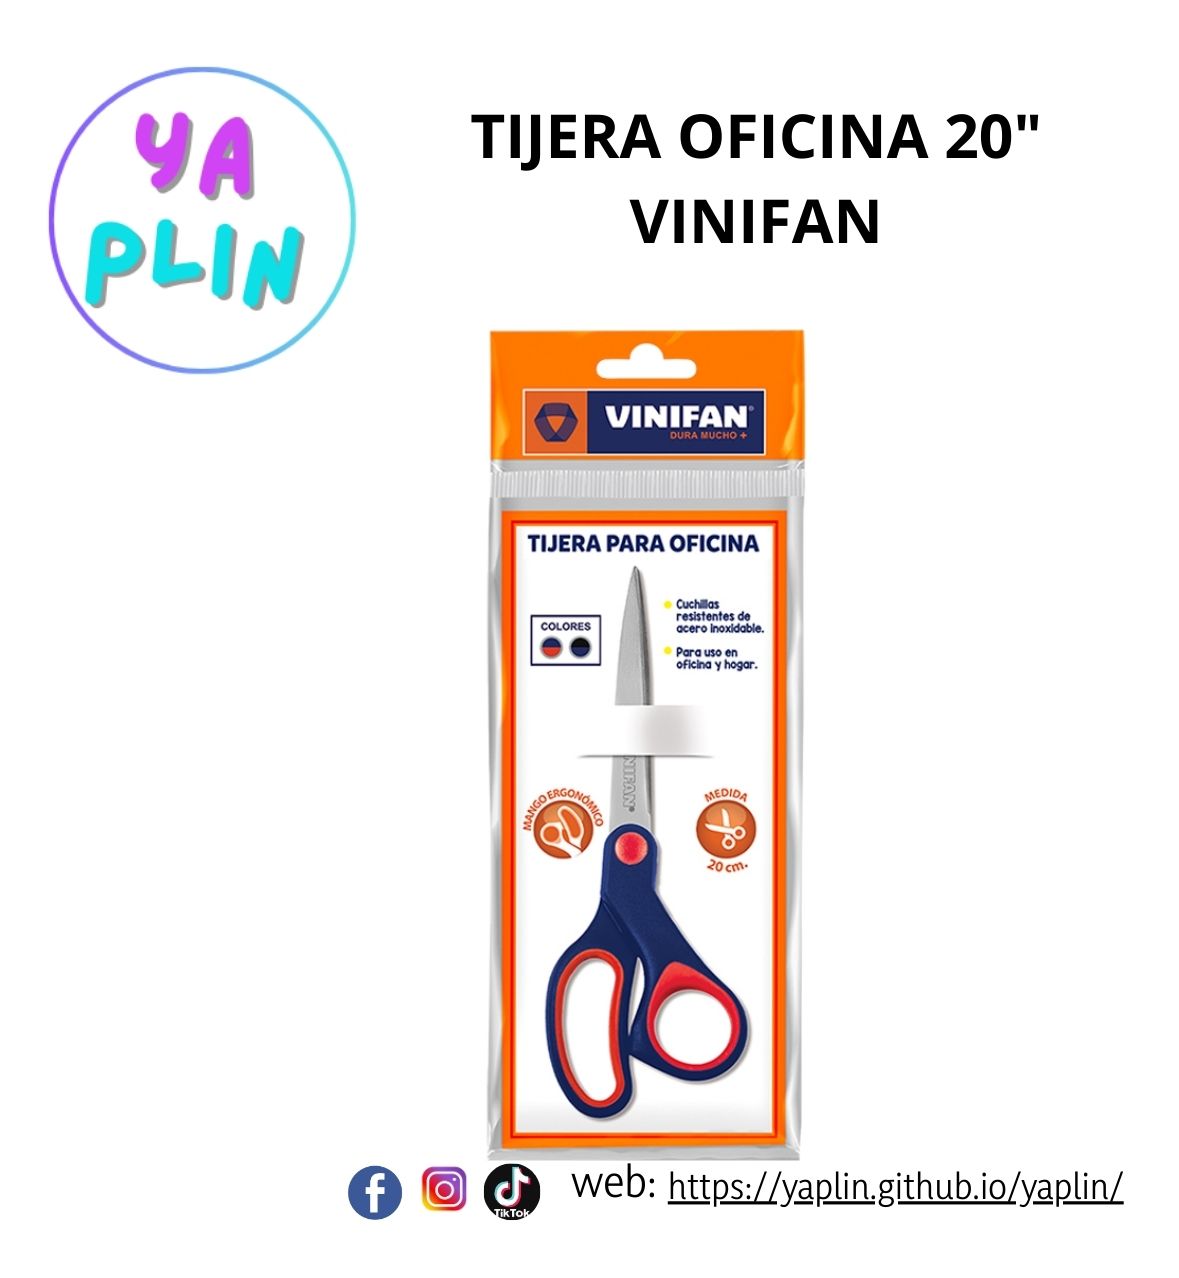 YA
PLIN
TIJERA OFICINA 20"
VINIFAN
VINIFAN®
DURA MUCHO +
TIJERA PARA OFICINA
COLORES
Cuchillas
resistentes de
acero inoxidable.
Para uso en
oficina y hogar.
NIFAN®
MANGO ERGONÓMICO
MEDIDA
20 cm.
TikTok
web: https://yaplin.github.io/yaplin/